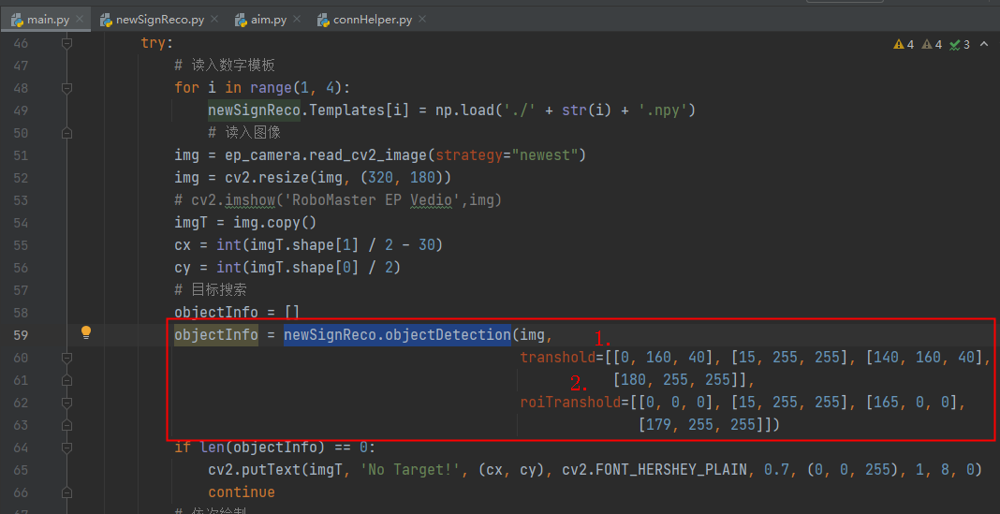 main.py newSignReco.py aim.py connHelper.py
46 try: 4 4 3
47 # 读入数字模板
48 for i in range(1, 4):
49 newSignReco.Templates[i] = np.load('./' + str(i) + '.npy')
50 # 读入图像
51 img = ep_camera.read_cv2_image(strategy="newest")
52 img = cv2.resize(img, (320, 180))
53 # cv2.imshow('RoboMaster EP Vedio',img)
54 imgT = img.copy()
55 cx = int(imgT.shape[1] / 2 - 30)
56 cy = int(imgT.shape[0] / 2)
57 # 目标搜索
58 objectInfo = []
59 objectInfo = newSignReco.objectDetection(img,
1.
60 transhold=[[0, 160, 40], [15, 255, 255], [140, 160, 40],
61 [180, 255, 255]],
2.
62 roiTranshold=[[0, 0, 0], [15, 255, 255], [165, 0, 0],
63 [179, 255, 255]])
64 if len(objectInfo) == 0:
65 cv2.putText(imgT, 'No Target!', (cx, cy), cv2.FONT_HERSHEY_PLAIN, 0.7, (0, 0, 255), 1, 8, 0)
66 continue
67 # 依次绘制